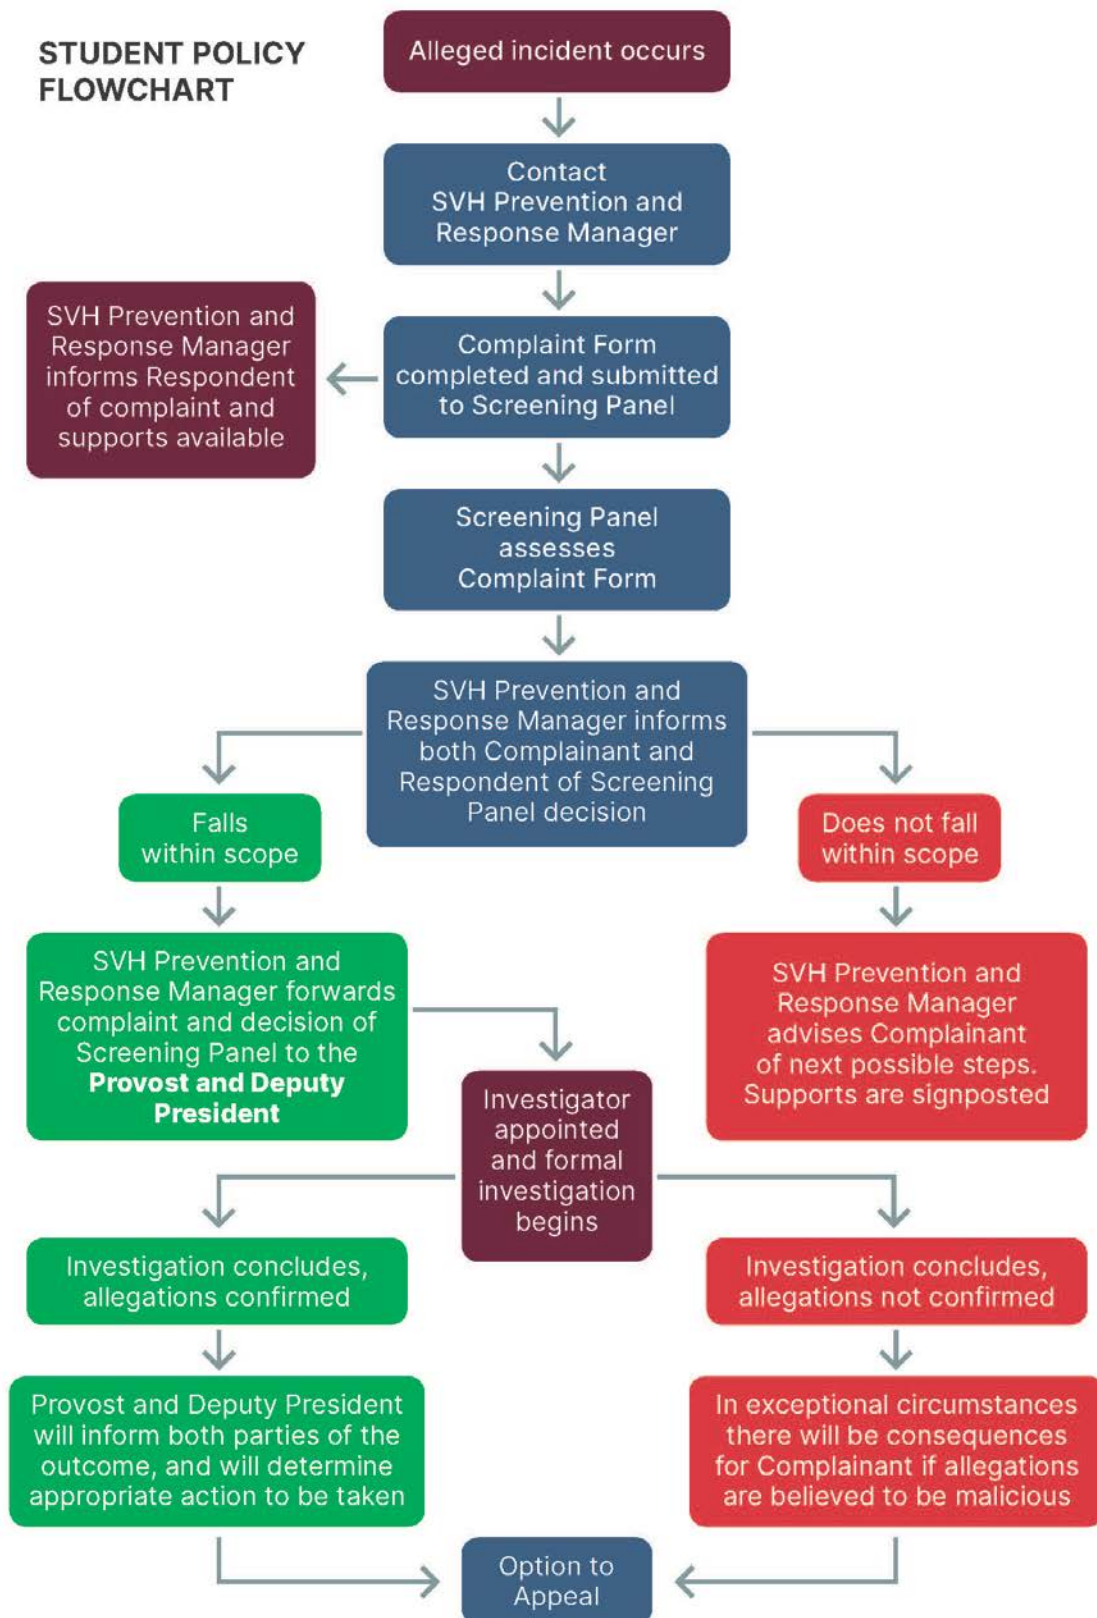 STUDENT POLICY
FLOWCHART
Alleged incident occurs
Contact
SVH Prevention and
Response Manager
SVH Prevention and
Response Manager
informs Respondent
of complaint and
supports available
Complaint Form
completed and submitted
to Screening Panel
Screening Panel
assesses
Complaint Form
SVH Prevention and
Response Manager informs
both Complainant and
Respondent of Screening
Panel decision
Falls
within scope
Does not fall
within scope
SVH Prevention and
Response Manager forwards
complaint and decision of
Screening Panel to the
Provost and Deputy
President
SVH Prevention and
Response Manager
advises Complainant
of next possible steps.
Supports are signposted
Investigator
appointed
and formal
investigation
begins
Investigation concludes,
allegations confirmed
Investigation concludes,
allegations not confirmed
Provost and Deputy President
will inform both parties of the
outcome, and will determine
appropriate action to be taken
In exceptional circumstances
there will be consequences
for Complainant if allegations
are believed to be malicious
Option to
Appeal